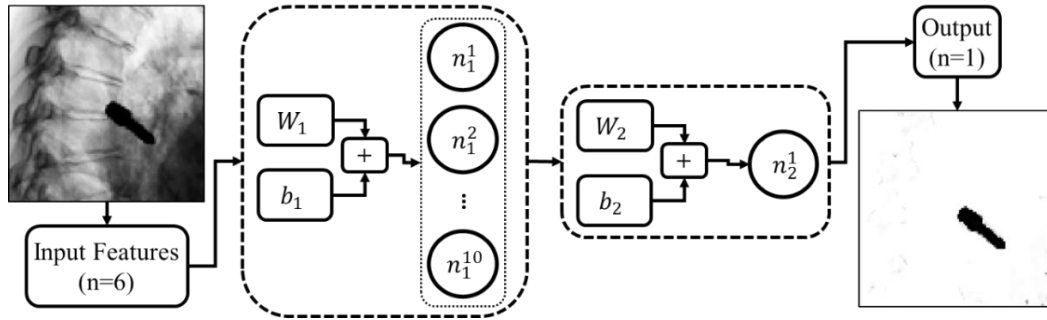 Input Features
(n=6)
W₁
b₁
+
n₁¹
n₁²
⋮
n₁¹⁰
W₂
b₂
+
n₂¹
Output
(n=1)